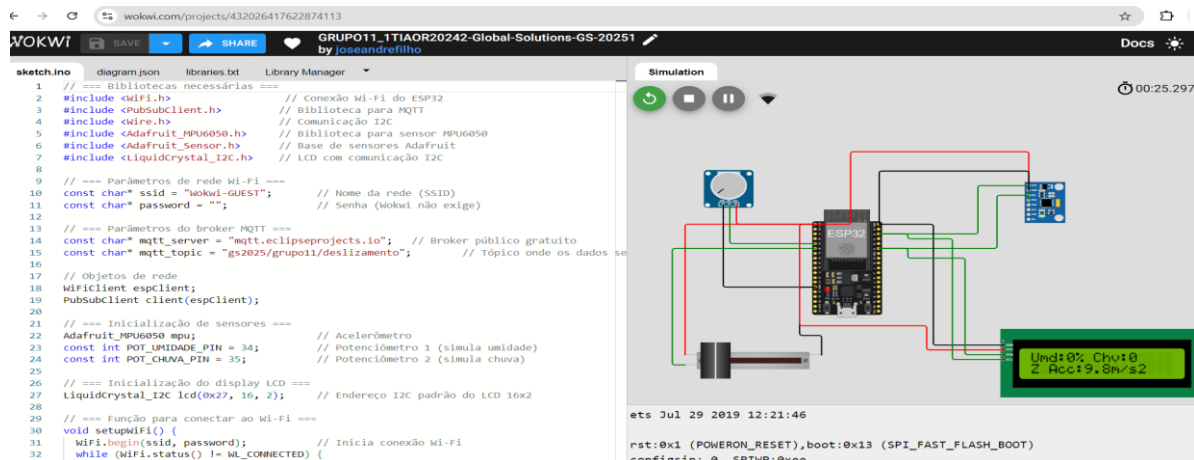 wokwi.com/projects/432026417622874113
WOKWi SAVE SHARE GRUPO11_1TIAOR20242-Global-Solutions-GS-20251
by joseandrefilho
Docs
sketch.ino diagram.json libraries.txt Library Manager
1 // === Bibliotecas necessárias ===
2 #include <WiFi.h> // Conexão Wi-Fi do ESP32
3 #include <PubSubClient.h> // Biblioteca para MQTT
4 #include <Wire.h> // Comunicação I2C
5 #include <Adafruit_MPU6050.h> // Biblioteca para sensor MPU6050
6 #include <Adafruit_Sensor.h> // Base de sensores Adafruit
7 #include <LiquidCrystal_I2C.h> // LCD com comunicação I2C
8
9 // === Parâmetros de rede Wi-Fi ===
10 const char* ssid = "Wokwi-GUEST"; // Nome da rede (SSID)
11 const char* password = ""; // Senha (Wokwi não exige)
12
13 // === Parâmetros do broker MQTT ===
14 const char* mqtt_server = "mqtt.eclipseprojects.io"; // Broker público gratuito
15 const char* mqtt_topic = "gs2025/grupo11/deslizamento"; // Tópico onde os dados se
16
17 // Objetos de rede
18 WiFiClient espClient;
19 PubSubClient client(espClient);
20
21 // === Inicialização de sensores ===
22 Adafruit_MPU6050 mpu; // Acelerômetro
23 const int POT_UMIDADE_PIN = 34; // Potenciômetro 1 (simula umidade)
24 const int POT_CHUVA_PIN = 35; // Potenciômetro 2 (simula chuva)
25
26 // === Inicialização do display LCD ===
27 LiquidCrystal_I2C lcd(0x27, 16, 2); // Endereço I2C padrão do LCD 16x2
28
29 // === Função para conectar ao Wi-Fi ===
30 void setupWiFi() {
31 WiFi.begin(ssid, password); // Inicia conexão Wi-Fi
32 while (WiFi.status() != WL_CONNECTED) {
Simulation
00:25.297
ESP32
Umd:0% Chv:0
Z Acc:9.8m/s2
ets Jul 29 2019 12:21:46
rst:0x1 (POWERON_RESET),boot:0x13 (SPI_FAST_FLASH_BOOT)
configsip: 0, SPIWP:0xee